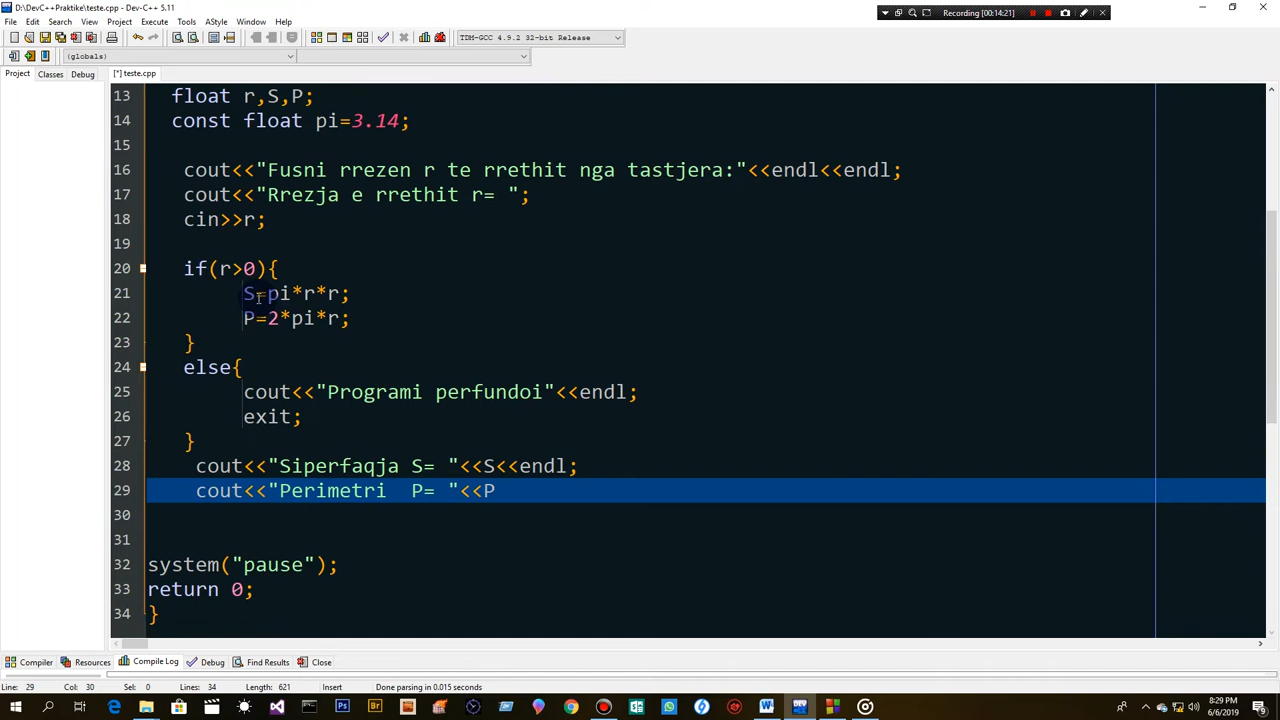 D:\DevC++Praktike\teste.cpp - Dev-C++ 5.11
Recording [00:14:21]
File Edit Search View Project Execute Tools AStyle Window Help
TDM-GCC 4.9.2 32-bit Release
(globals)
Project Classes Debug [*] teste.cpp
13 float r,S,P;
14 const float pi=3.14;
15
16 cout<<"Fusni rrezen r te rrethit nga tastjera:"<<endl<<endl;
17 cout<<"Rrezja e rrethit r= ";
18 cin>>r;
19
20 if(r>0){
21 S=pi*r*r;
22 P=2*pi*r;
23 }
24 else{
25 cout<<"Programi perfundoi"<<endl;
26 exit;
27 }
28 cout<<"Siperfaqja S= "<<S<<endl;
29 cout<<"Perimetri  P= "<<P
30
31
32 system("pause");
33 return 0;
34 }
Compiler Resources Compile Log Debug Find Results Close
Line: 29 Col: 30 Sel: 0 Lines: 34 Length: 621 Insert Done parsing in 0.015 seconds
8:29 PM
6/6/2019